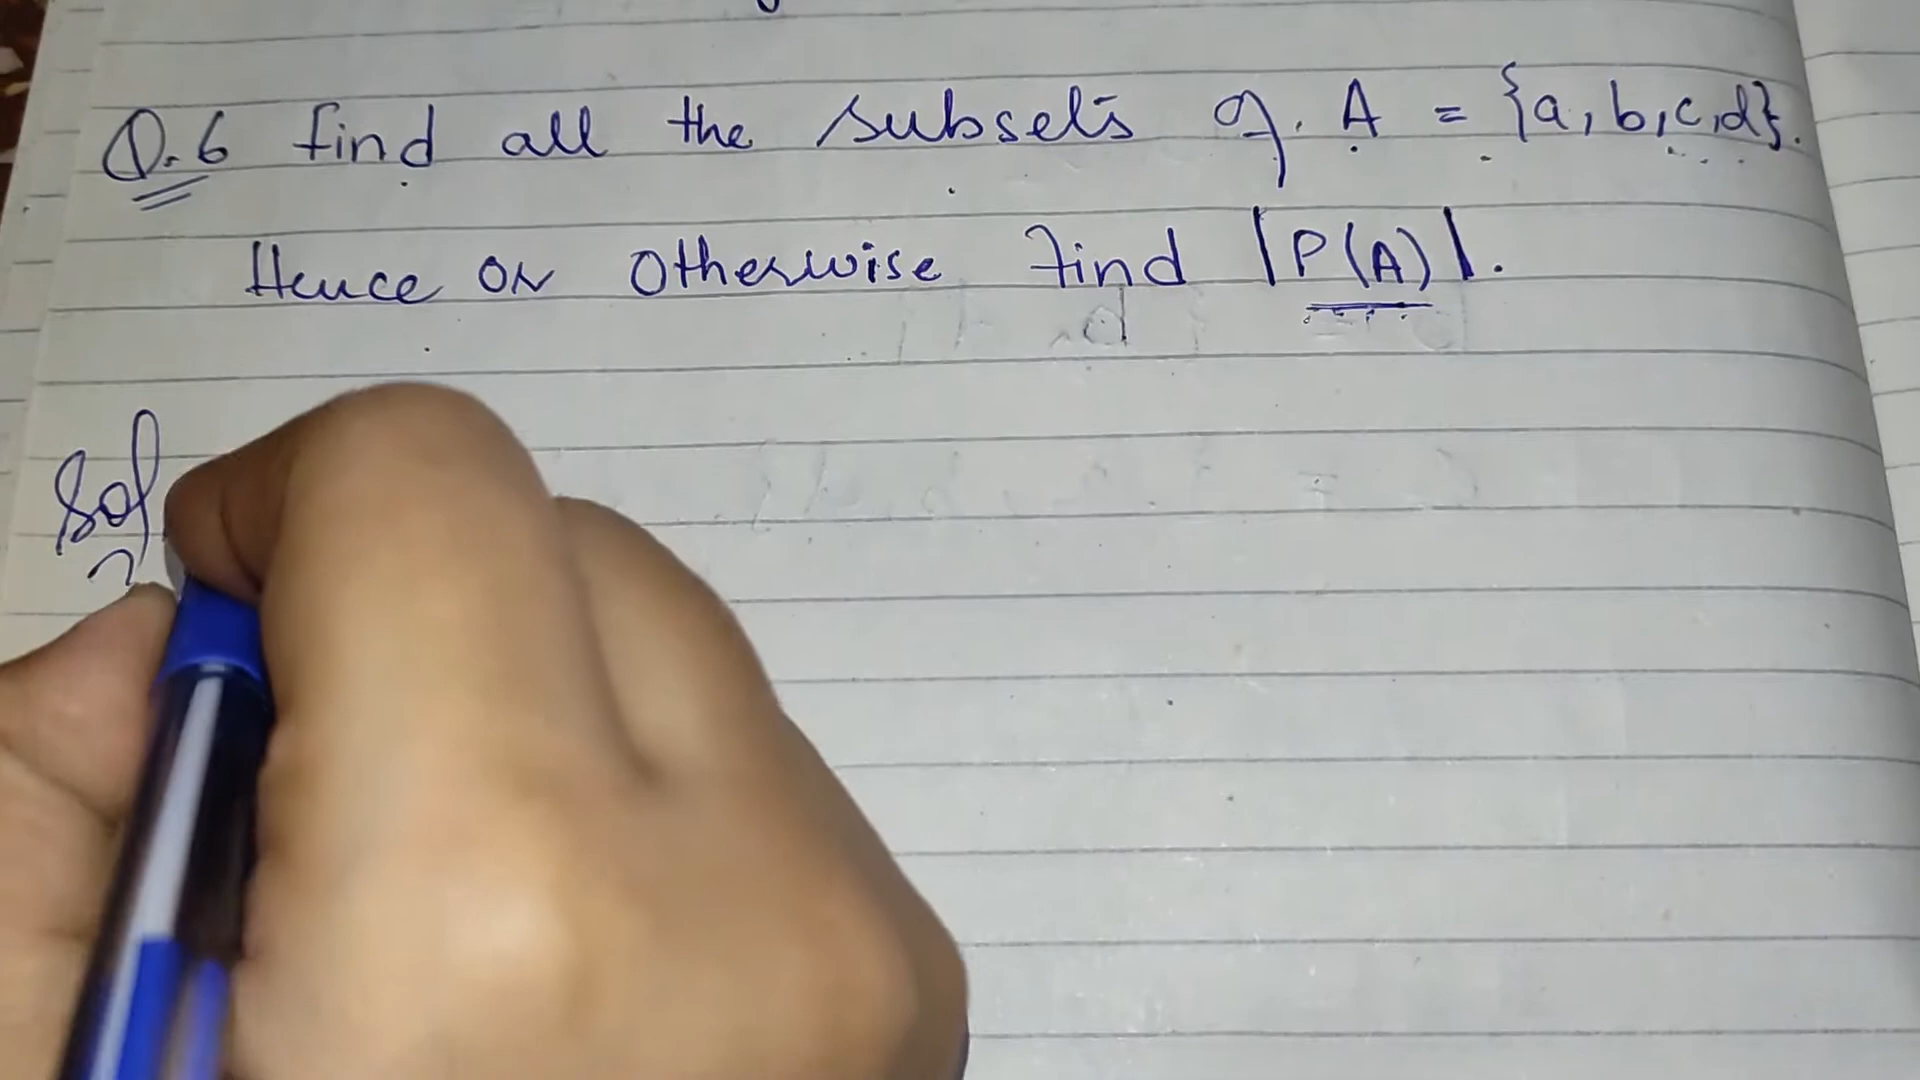 Q.6 find all the subsets of A = {a, b, c, d}.
Hence or Otherwise find |P(A)|.
Sol